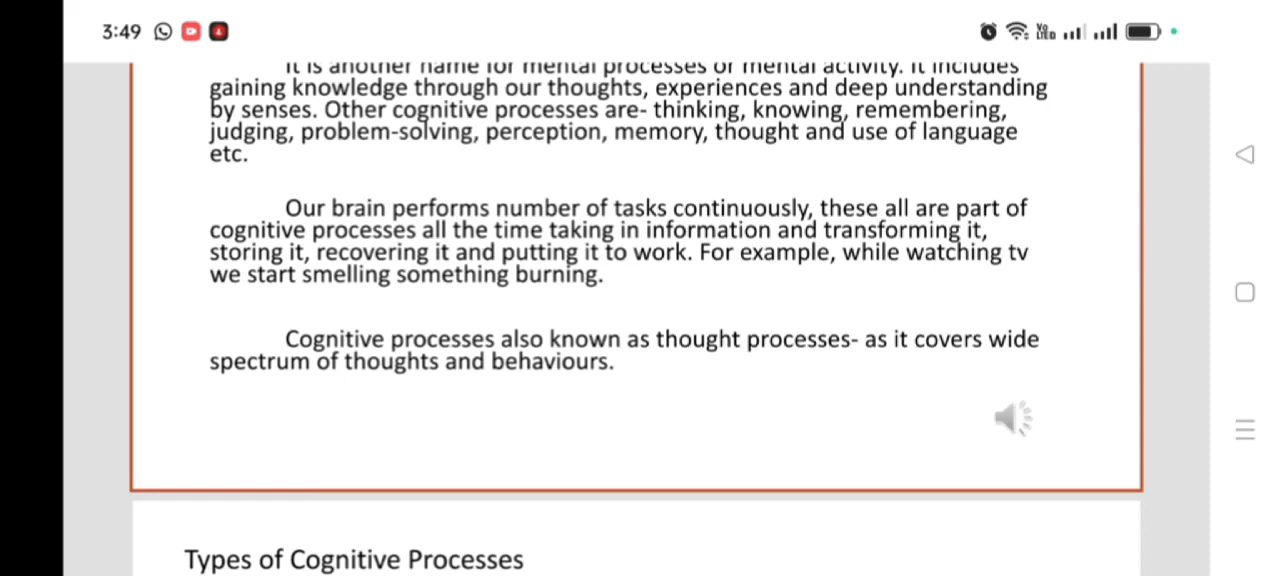 3:49
It is another name for mental processes or mental activity. It includes
gaining knowledge through our thoughts, experiences and deep understanding
by senses. Other cognitive processes are- thinking, knowing, remembering,
judging, problem-solving, perception, memory, thought and use of language
etc.
Our brain performs number of tasks continuously, these all are part of
cognitive processes all the time taking in information and transforming it,
storing it, recovering it and putting it to work. For example, while watching tv
we start smelling something burning.
Cognitive processes also known as thought processes- as it covers wide
spectrum of thoughts and behaviours.
Types of Cognitive Processes